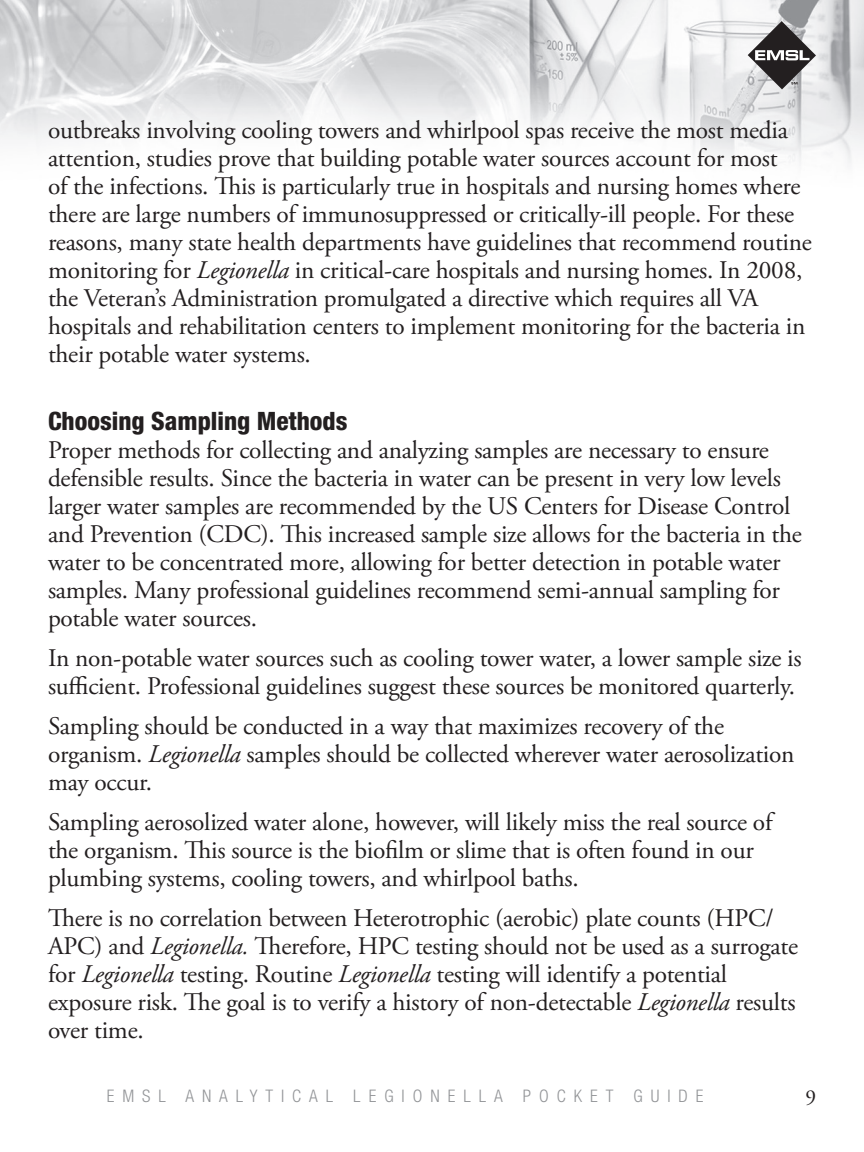 200 ml
± 5%
150
100
EMSL
0
100 ml
20
60
outbreaks involving cooling towers and whirlpool spas receive the most media
attention, studies prove that building potable water sources account for most
of the infections. This is particularly true in hospitals and nursing homes where
there are large numbers of immunosuppressed or critically-ill people. For these
reasons, many state health departments have guidelines that recommend routine
monitoring for Legionella in critical-care hospitals and nursing homes. In 2008,
the Veteran’s Administration promulgated a directive which requires all VA
hospitals and rehabilitation centers to implement monitoring for the bacteria in
their potable water systems.
Choosing Sampling Methods
Proper methods for collecting and analyzing samples are necessary to ensure
defensible results. Since the bacteria in water can be present in very low levels
larger water samples are recommended by the US Centers for Disease Control
and Prevention (CDC). This increased sample size allows for the bacteria in the
water to be concentrated more, allowing for better detection in potable water
samples. Many professional guidelines recommend semi-annual sampling for
potable water sources.
In non-potable water sources such as cooling tower water, a lower sample size is
sufficient. Professional guidelines suggest these sources be monitored quarterly.
Sampling should be conducted in a way that maximizes recovery of the
organism. Legionella samples should be collected wherever water aerosolization
may occur.
Sampling aerosolized water alone, however, will likely miss the real source of
the organism. This source is the biofilm or slime that is often found in our
plumbing systems, cooling towers, and whirlpool baths.
There is no correlation between Heterotrophic (aerobic) plate counts (HPC/
APC) and Legionella. Therefore, HPC testing should not be used as a surrogate
for Legionella testing. Routine Legionella testing will identify a potential
exposure risk. The goal is to verify a history of non-detectable Legionella results
over time.
EMSL ANALYTICAL LEGIONELLA POCKET GUIDE 9